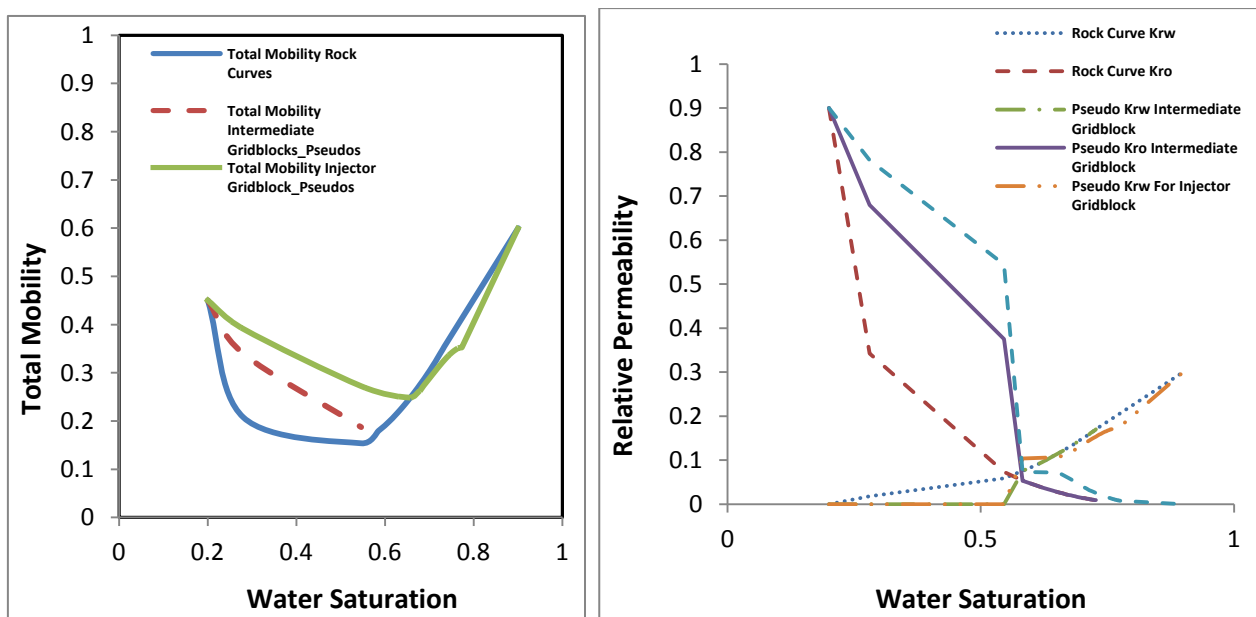 1
0.9
0.8
0.7
0.6
0.5
0.4
0.3
0.2
0.1
0
0
0.2
0.4
0.6
0.8
1
Total Mobility
Water Saturation
Total Mobility Rock
Curves
Total Mobility
Intermediate
Gridblocks_Pseudos
Total Mobility Injector
Gridblock_Pseudos
1
0.9
0.8
0.7
0.6
0.5
0.4
0.3
0.2
0.1
0
0
0.5
1
Relative Permeability
Water Saturation
Rock Curve Krw
Rock Curve Kro
Pseudo Krw Intermediate
Gridblock
Pseudo Kro Intermediate
Gridblock
Pseudo Krw For Injector
Gridblock